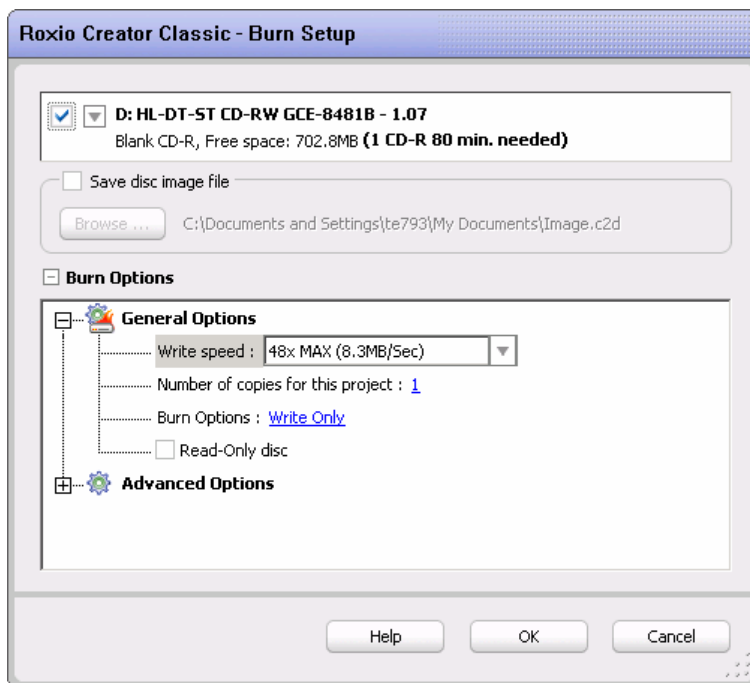 Roxio Creator Classic - Burn Setup
D: HL-DT-ST CD-RW GCE-8481B - 1.07
Blank CD-R, Free space: 702.8MB (1 CD-R 80 min. needed)
Save disc image file
Browse ... C:\Documents and Settings\te793\My Documents\Image.c2d
Burn Options
General Options
Write speed : 48x MAX (8.3MB/Sec)
Number of copies for this project : 1
Burn Options : Write Only
Read-Only disc
Advanced Options
Help OK Cancel